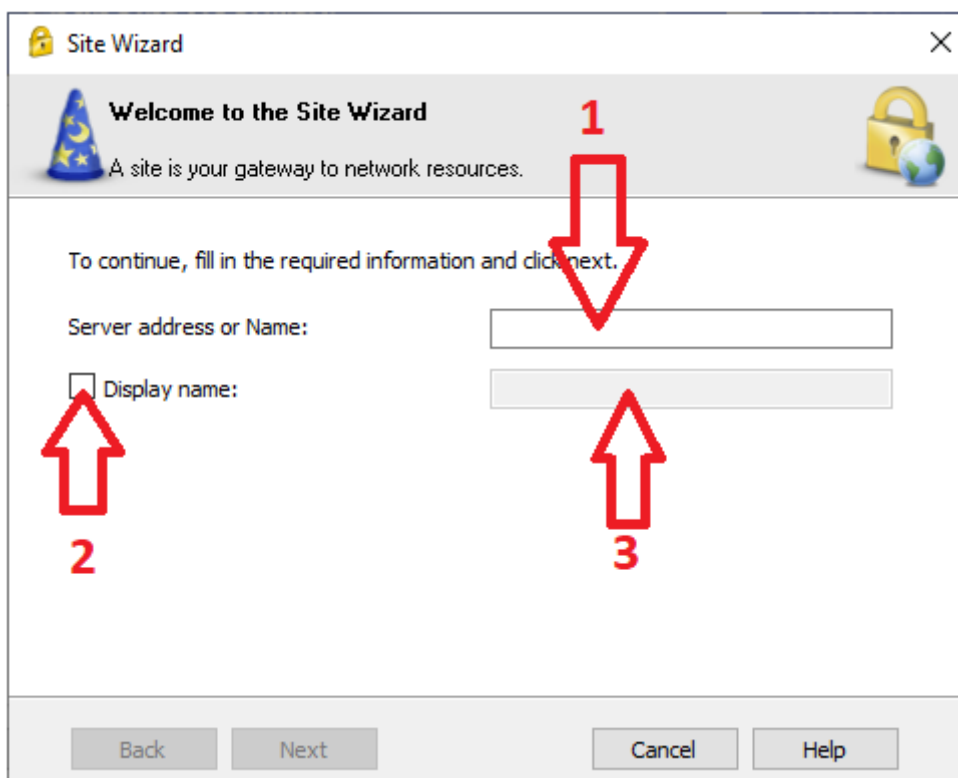 Site Wizard
Welcome to the Site Wizard
1
A site is your gateway to network resources.
To continue, fill in the required information and click next.
Server address or Name:
Display name:
2
3
Back Next Cancel Help